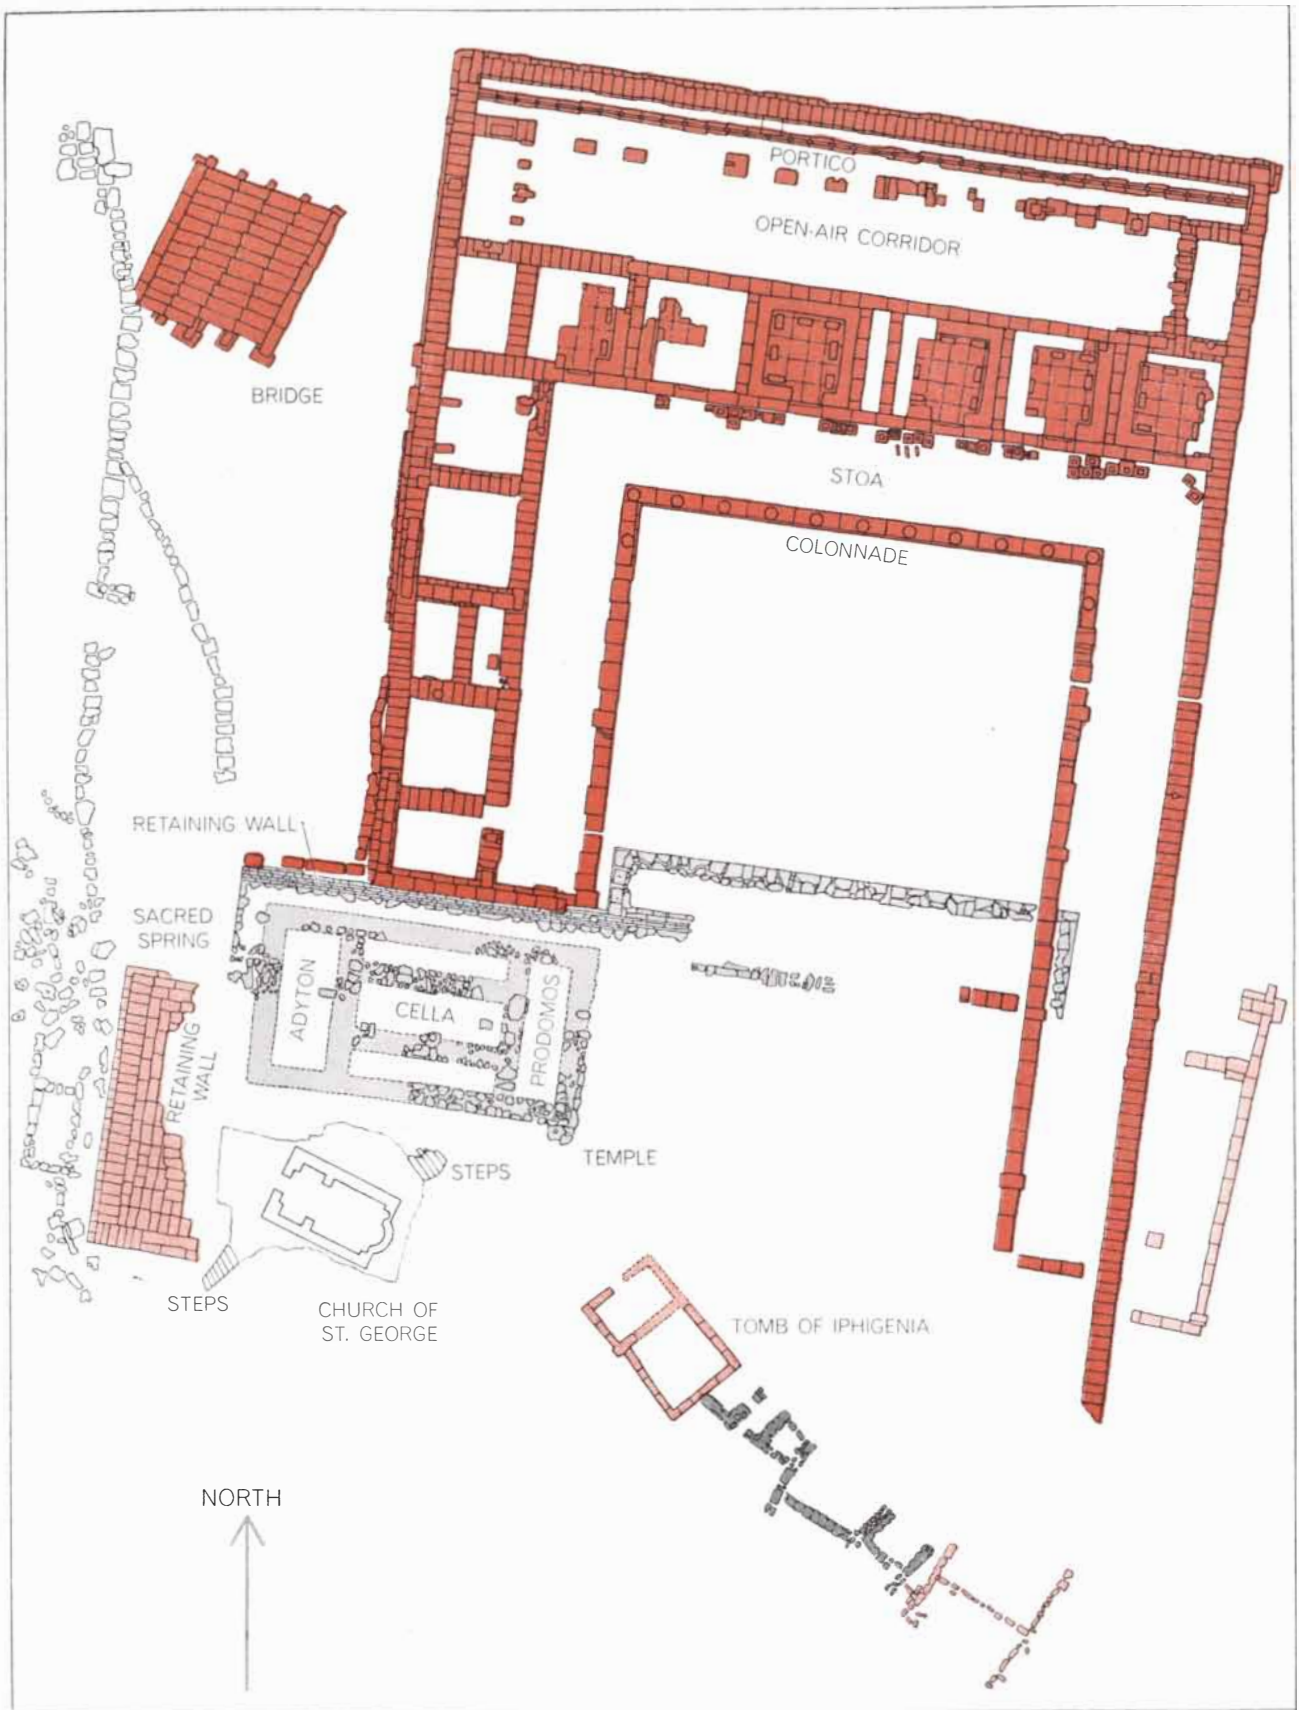 PORTICO
OPEN-AIR CORRIDOR
BRIDGE
STOA
COLONNADE
RETAINING WALL
SACRED
SPRING
ADYTON
CELLA
PRODOMOS
RETAINING
WALL
STEPS
TEMPLE
STEPS
CHURCH OF
ST. GEORGE
TOMB OF IPHIGENIA
NORTH